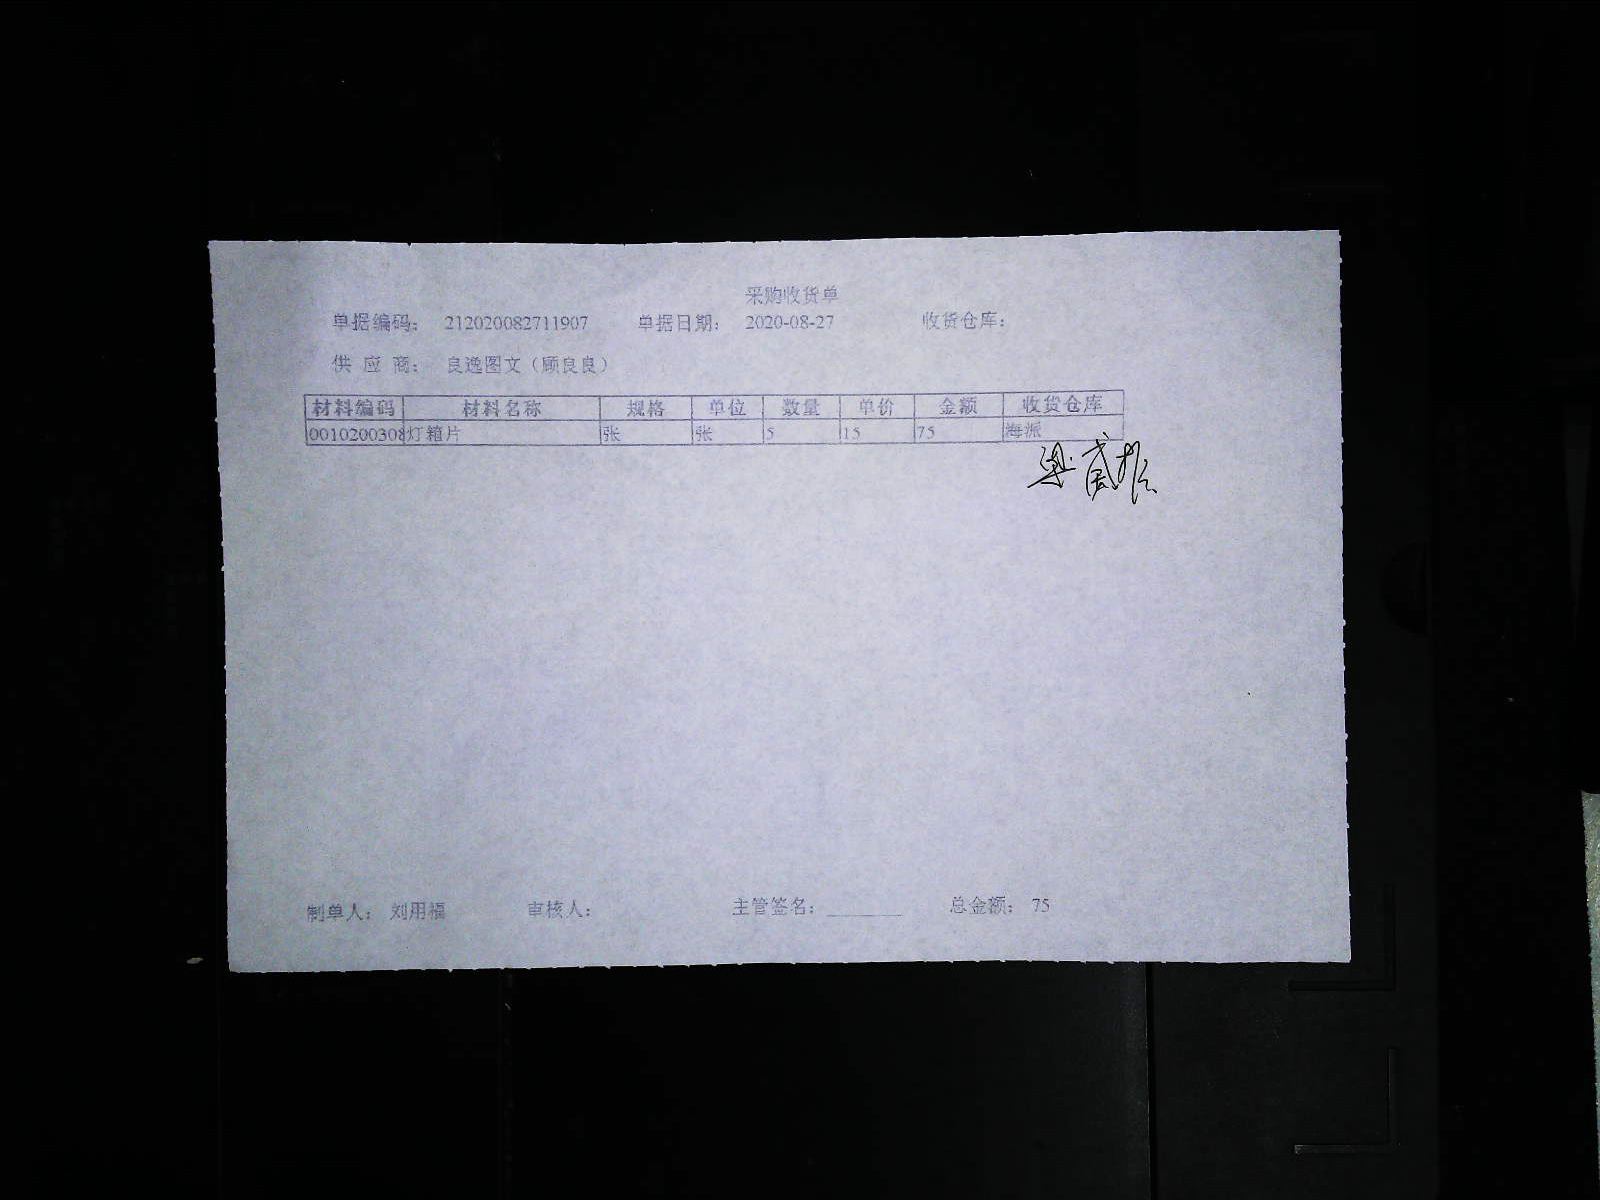 采购收货单
单据编码: 212020082711907 单据日期: 2020-08-27 收货仓库:
供 应 商: 良逸图文(顾良良)
材料编码 材料名称 规格 单位 数量 单价 金额 收货仓库
0010200308 灯箱片 张 张 5 15 75 海派
制单人: 刘用福 审核人: 主管签名: ________ 总金额: 75